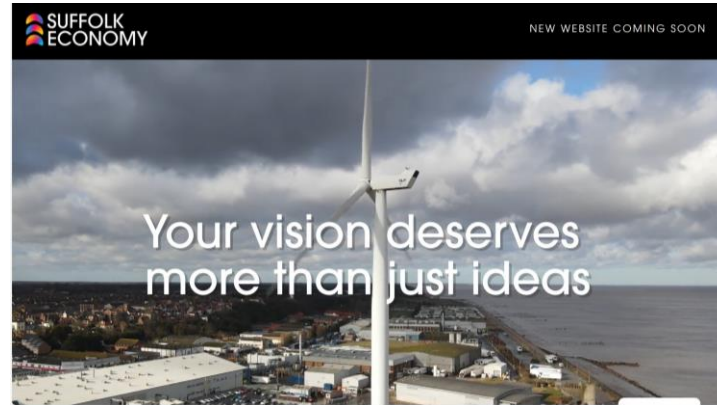 SUFFOLK
ECONOMY
NEW WEBSITE COMING SOON
Your vision deserves
more than just ideas